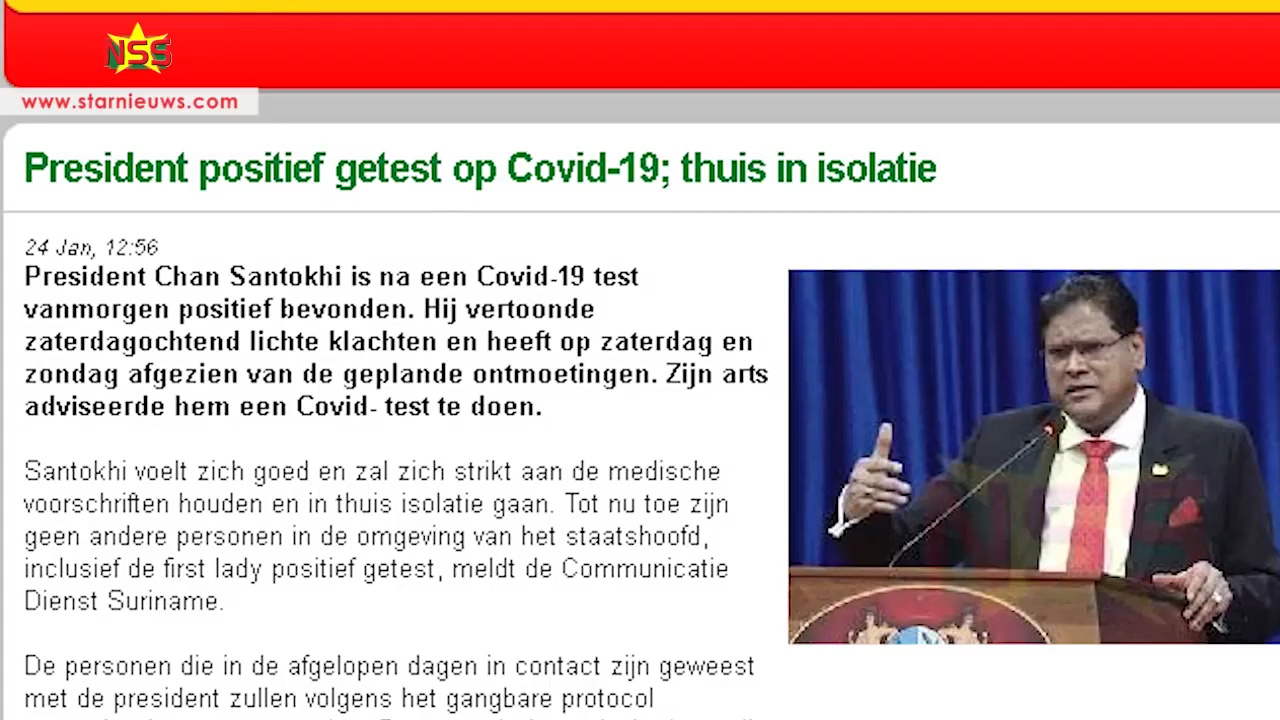 NSS
www.starnieuws.com
President positief getest op Covid-19; thuis in isolatie
24 Jan, 12:56
President Chan Santokhi is na een Covid-19 test
vanmorgen positief bevonden. Hij vertoonde
zaterdagochtend lichte klachten en heeft op zaterdag en
zondag afgezien van de geplande ontmoetingen. Zijn arts
adviseerde hem een Covid- test te doen.
Santokhi voelt zich goed en zal zich strikt aan de medische
voorschriften houden en in thuis isolatie gaan. Tot nu toe zijn
geen andere personen in de omgeving van het staatshoofd,
inclusief de first lady positief getest, meldt de Communicatie
Dienst Suriname.
De personen die in de afgelopen dagen in contact zijn geweest
met de president zullen volgens het gangbare protocol
NSS